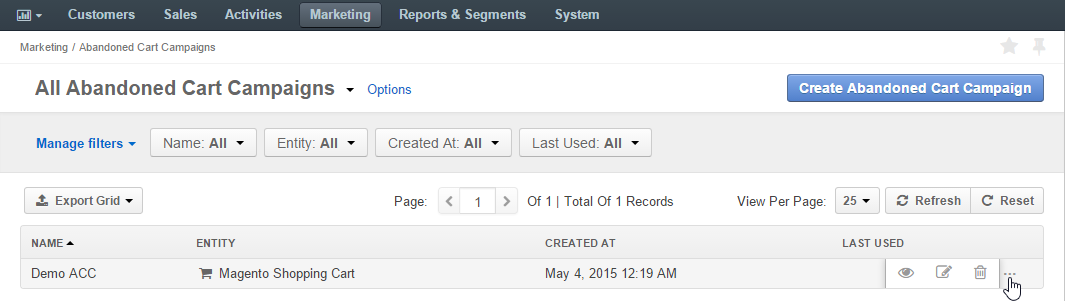 Customers Sales Activities Marketing Reports & Segments System
Marketing / Abandoned Cart Campaigns
All Abandoned Cart Campaigns Options Create Abandoned Cart Campaign
Manage filters Name: All Entity: All Created At: All Last Used: All
Export Grid Page: 1 Of 1 | Total Of 1 Records View Per Page: 25 Refresh Reset
NAME ENTITY CREATED AT LAST USED
Demo ACC Magento Shopping Cart May 4, 2015 12:19 AM